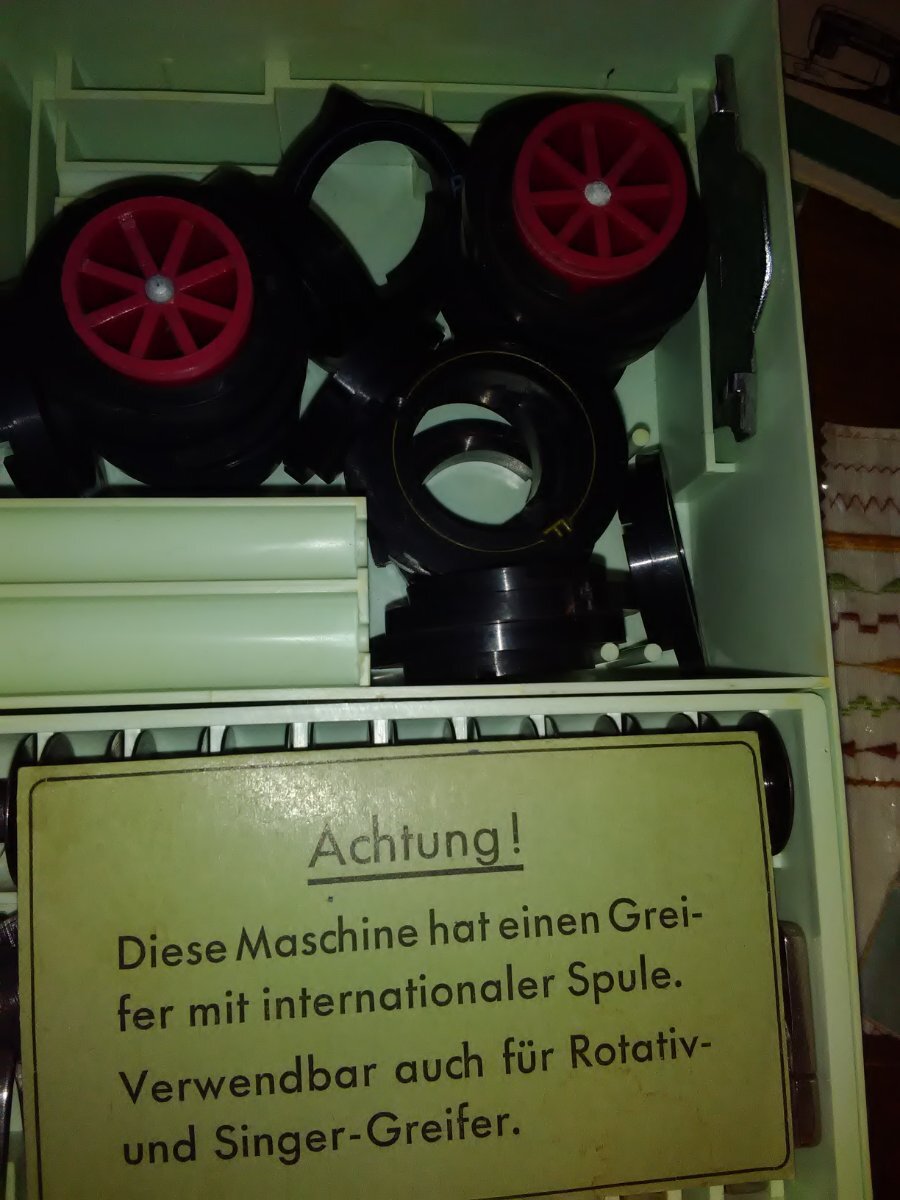 F
Achtung!
Diese Maschine hat einen Grei-
fer mit internationaler Spule.
Verwendbar auch für Rotativ-
und Singer-Greifer.